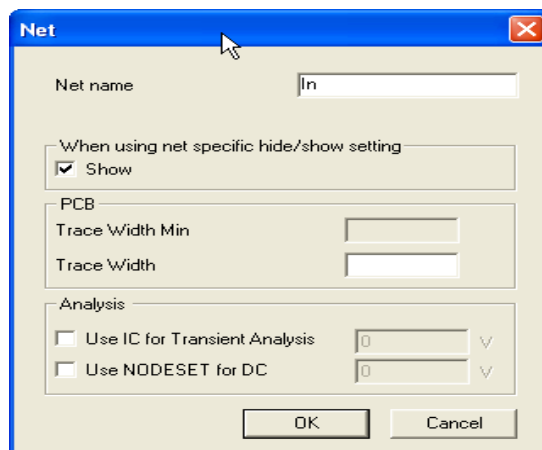 Net
Net name In
When using net specific hide/show setting
Show
PCB
Trace Width Min
Trace Width
Analysis
Use IC for Transient Analysis 0 V
Use NODESET for DC 0 V
OK Cancel